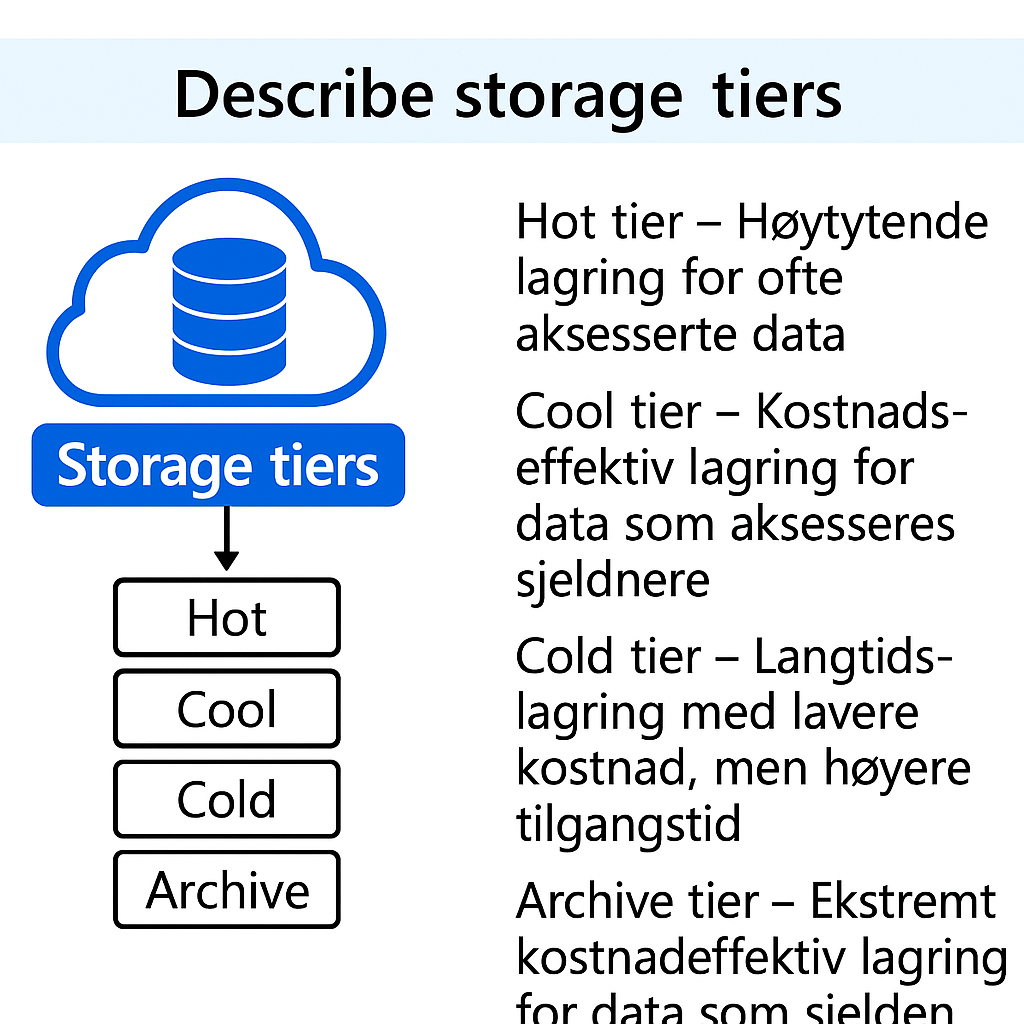 Describe storage tiers
Storage tiers
Hot
Cool
Cold
Archive
Hot tier – Høytytende
lagring for ofte
aksesserte data
Cool tier – Kostnads-
effektiv lagring for
data som aksesseres
sjeldnere
Cold tier – Langtids-
lagring med lavere
kostnad, men høyere
tilgangstid
Archive tier – Ekstremt
kostnadeffektiv lagring
for data som sjelden